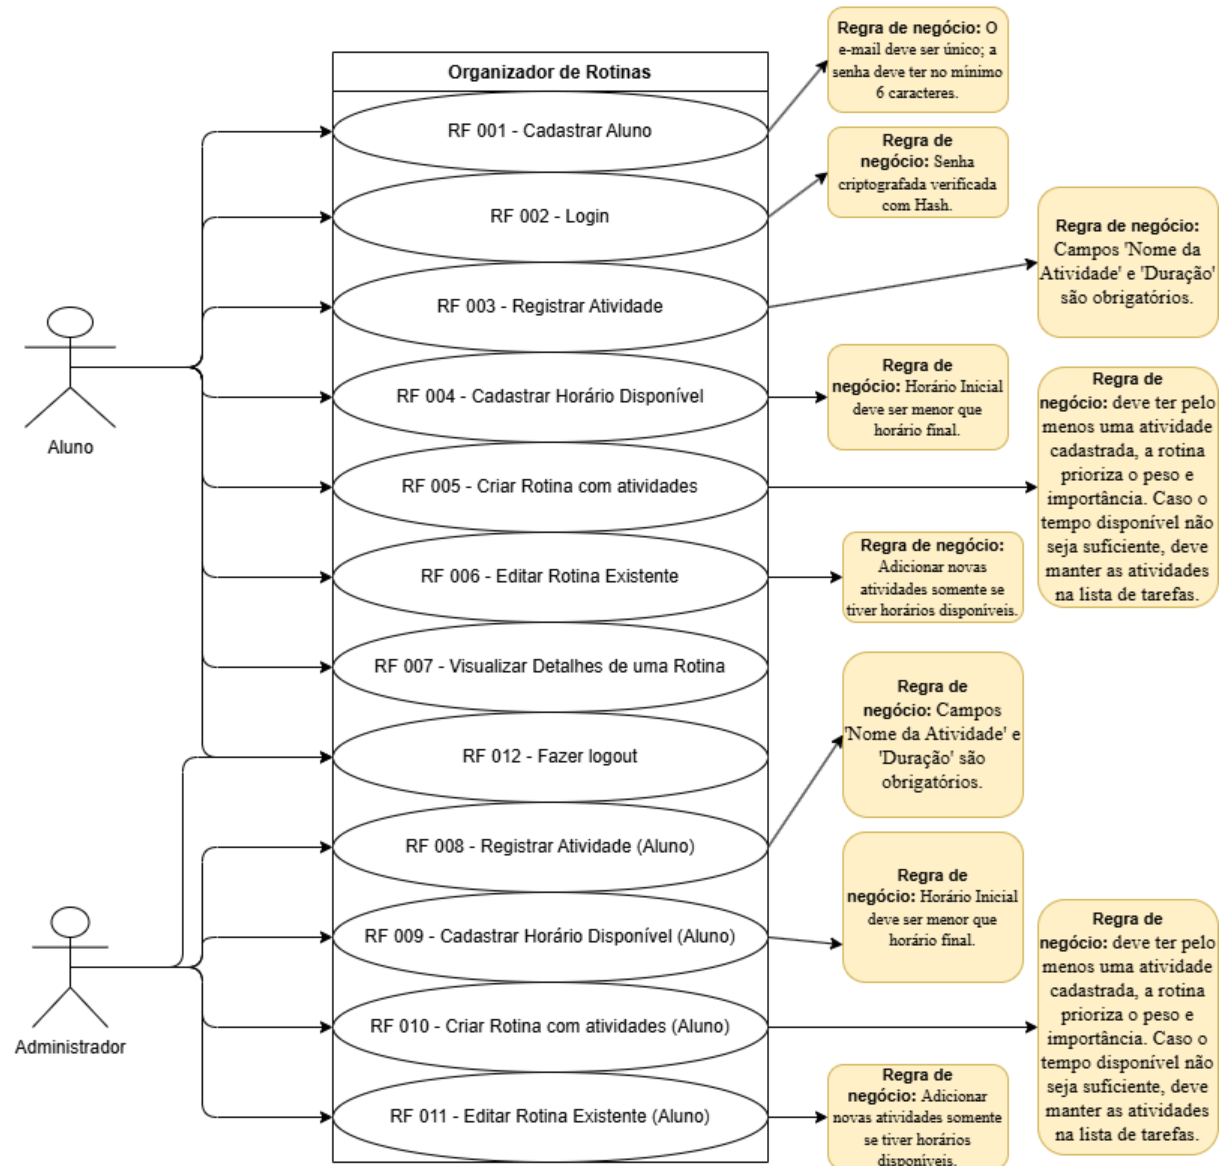 Organizador de Rotinas
RF 001 - Cadastrar Aluno
RF 002 - Login
RF 003 - Registrar Atividade
RF 004 - Cadastrar Horário Disponível
RF 005 - Criar Rotina com atividades
RF 006 - Editar Rotina Existente
RF 007 - Visualizar Detalhes de uma Rotina
RF 012 - Fazer logout
RF 008 - Registrar Atividade (Aluno)
RF 009 - Cadastrar Horário Disponível (Aluno)
RF 010 - Criar Rotina com atividades (Aluno)
RF 011 - Editar Rotina Existente (Aluno)
Aluno
Administrador
Regra de negócio: O
e-mail deve ser único; a
senha deve ter no mínimo
6 caracteres.
Regra de
negócio: Senha
criptografada verificada
com Hash.
Regra de negócio:
Campos 'Nome da
Atividade' e 'Duração'
são obrigatórios.
Regra de
negócio: Horário Inicial
deve ser menor que
horário final.
Regra de
negócio: deve ter pelo
menos uma atividade
cadastrada, a rotina
prioriza o peso e
importância. Caso o
tempo disponível não
seja suficiente, deve
manter as atividades
na lista de tarefas.
Regra de negócio:
Adicionar novas
atividades somente se
tiver horários disponíveis.
Regra de
negócio: Campos
'Nome da Atividade' e
'Duração' são
obrigatórios.
Regra de
negócio: Horário Inicial
deve ser menor que
horário final.
Regra de
negócio: deve ter pelo
menos uma atividade
cadastrada, a rotina
prioriza o peso e
importância. Caso o
tempo disponível não
seja suficiente, deve
manter as atividades
na lista de tarefas.
Regra de
negócio: Adicionar
novas atividades somente
se tiver horários
disponíveis.